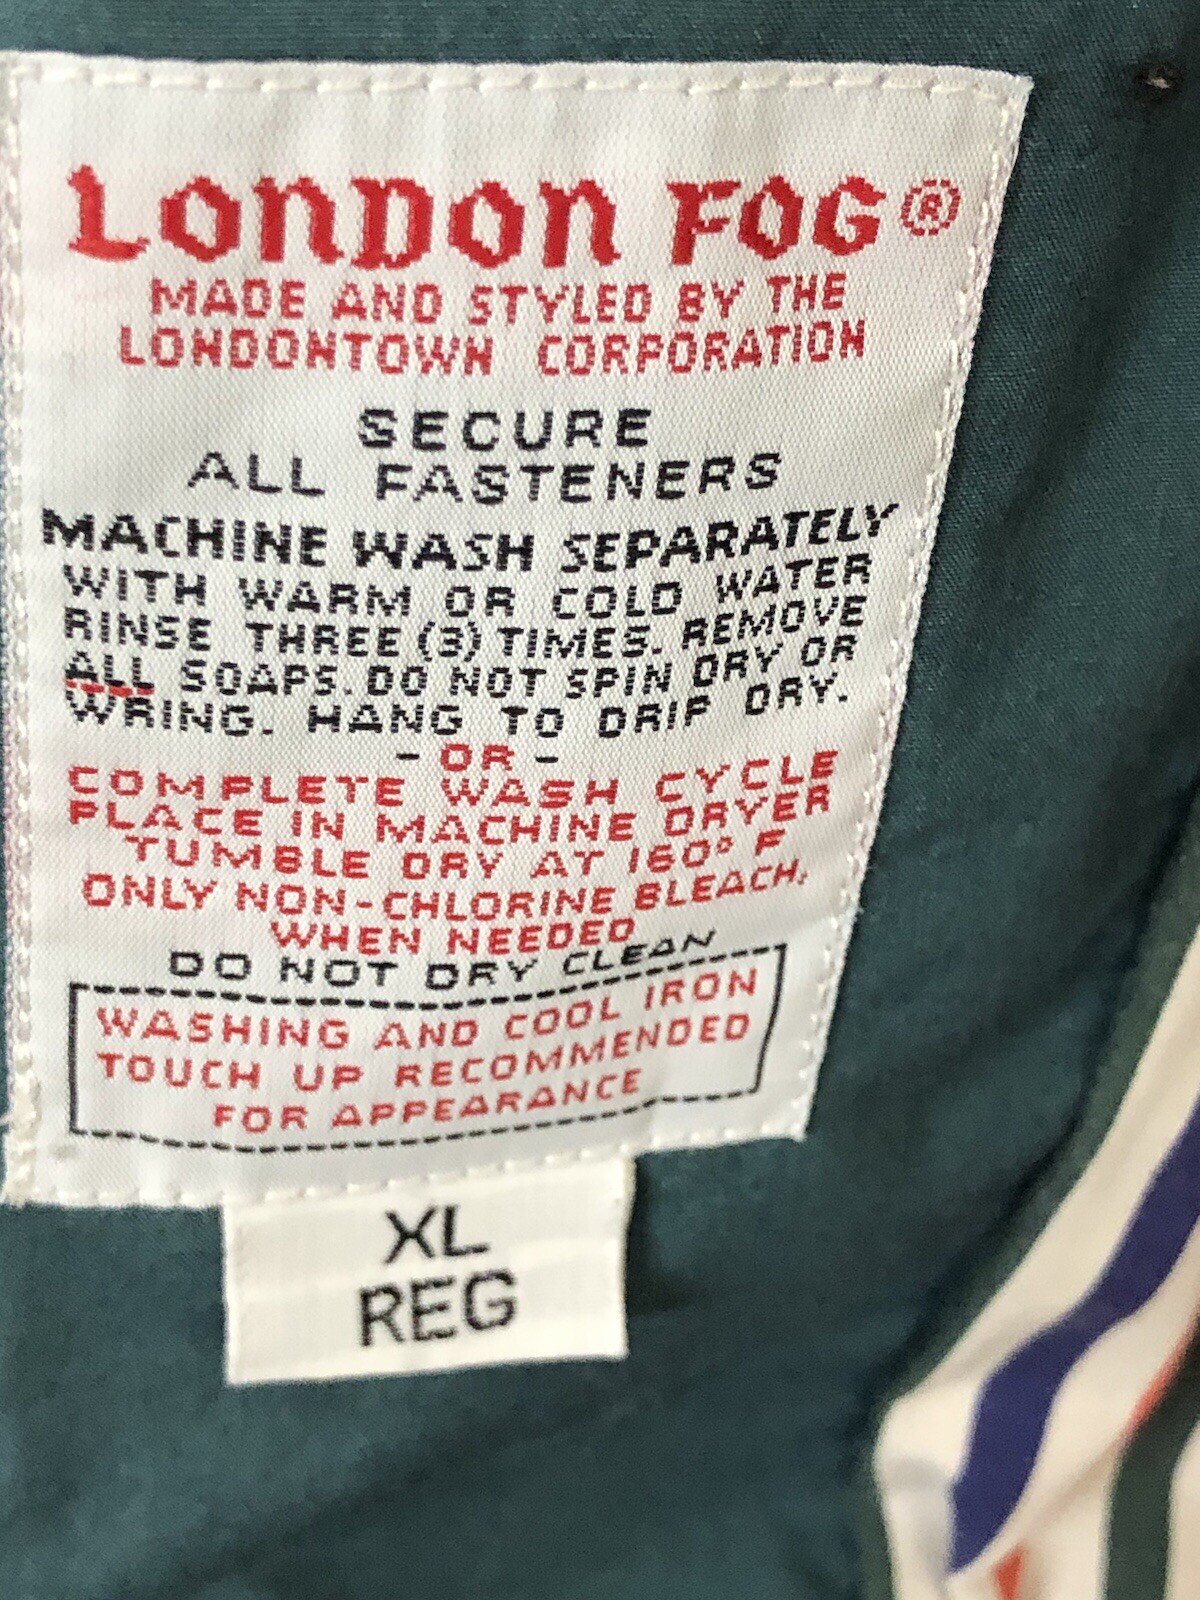 LONDON FOG®
MADE AND STYLED BY THE
LONDONTOWN CORPORATION
SECURE
ALL FASTENERS
MACHINE WASH SEPARATELY
WITH WARM OR COLD WATER
RINSE THREE (3) TIMES. REMOVE
ALL SOAPS. DO NOT SPIN DRY OR
WRING. HANG TO DRIP DRY.
- OR -
COMPLETE WASH CYCLE
PLACE IN MACHINE DRYER
TUMBLE DRY AT 160° F
ONLY NON-CHLORINE BLEACH,
WHEN NEEDED
DO NOT DRY CLEAN
WASHING AND COOL IRON
TOUCH UP RECOMMENDED
FOR APPEARANCE
XL
REG